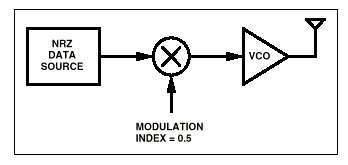 NRZ
DATA
SOURCE
VCO
MODULATION
INDEX = 0.5